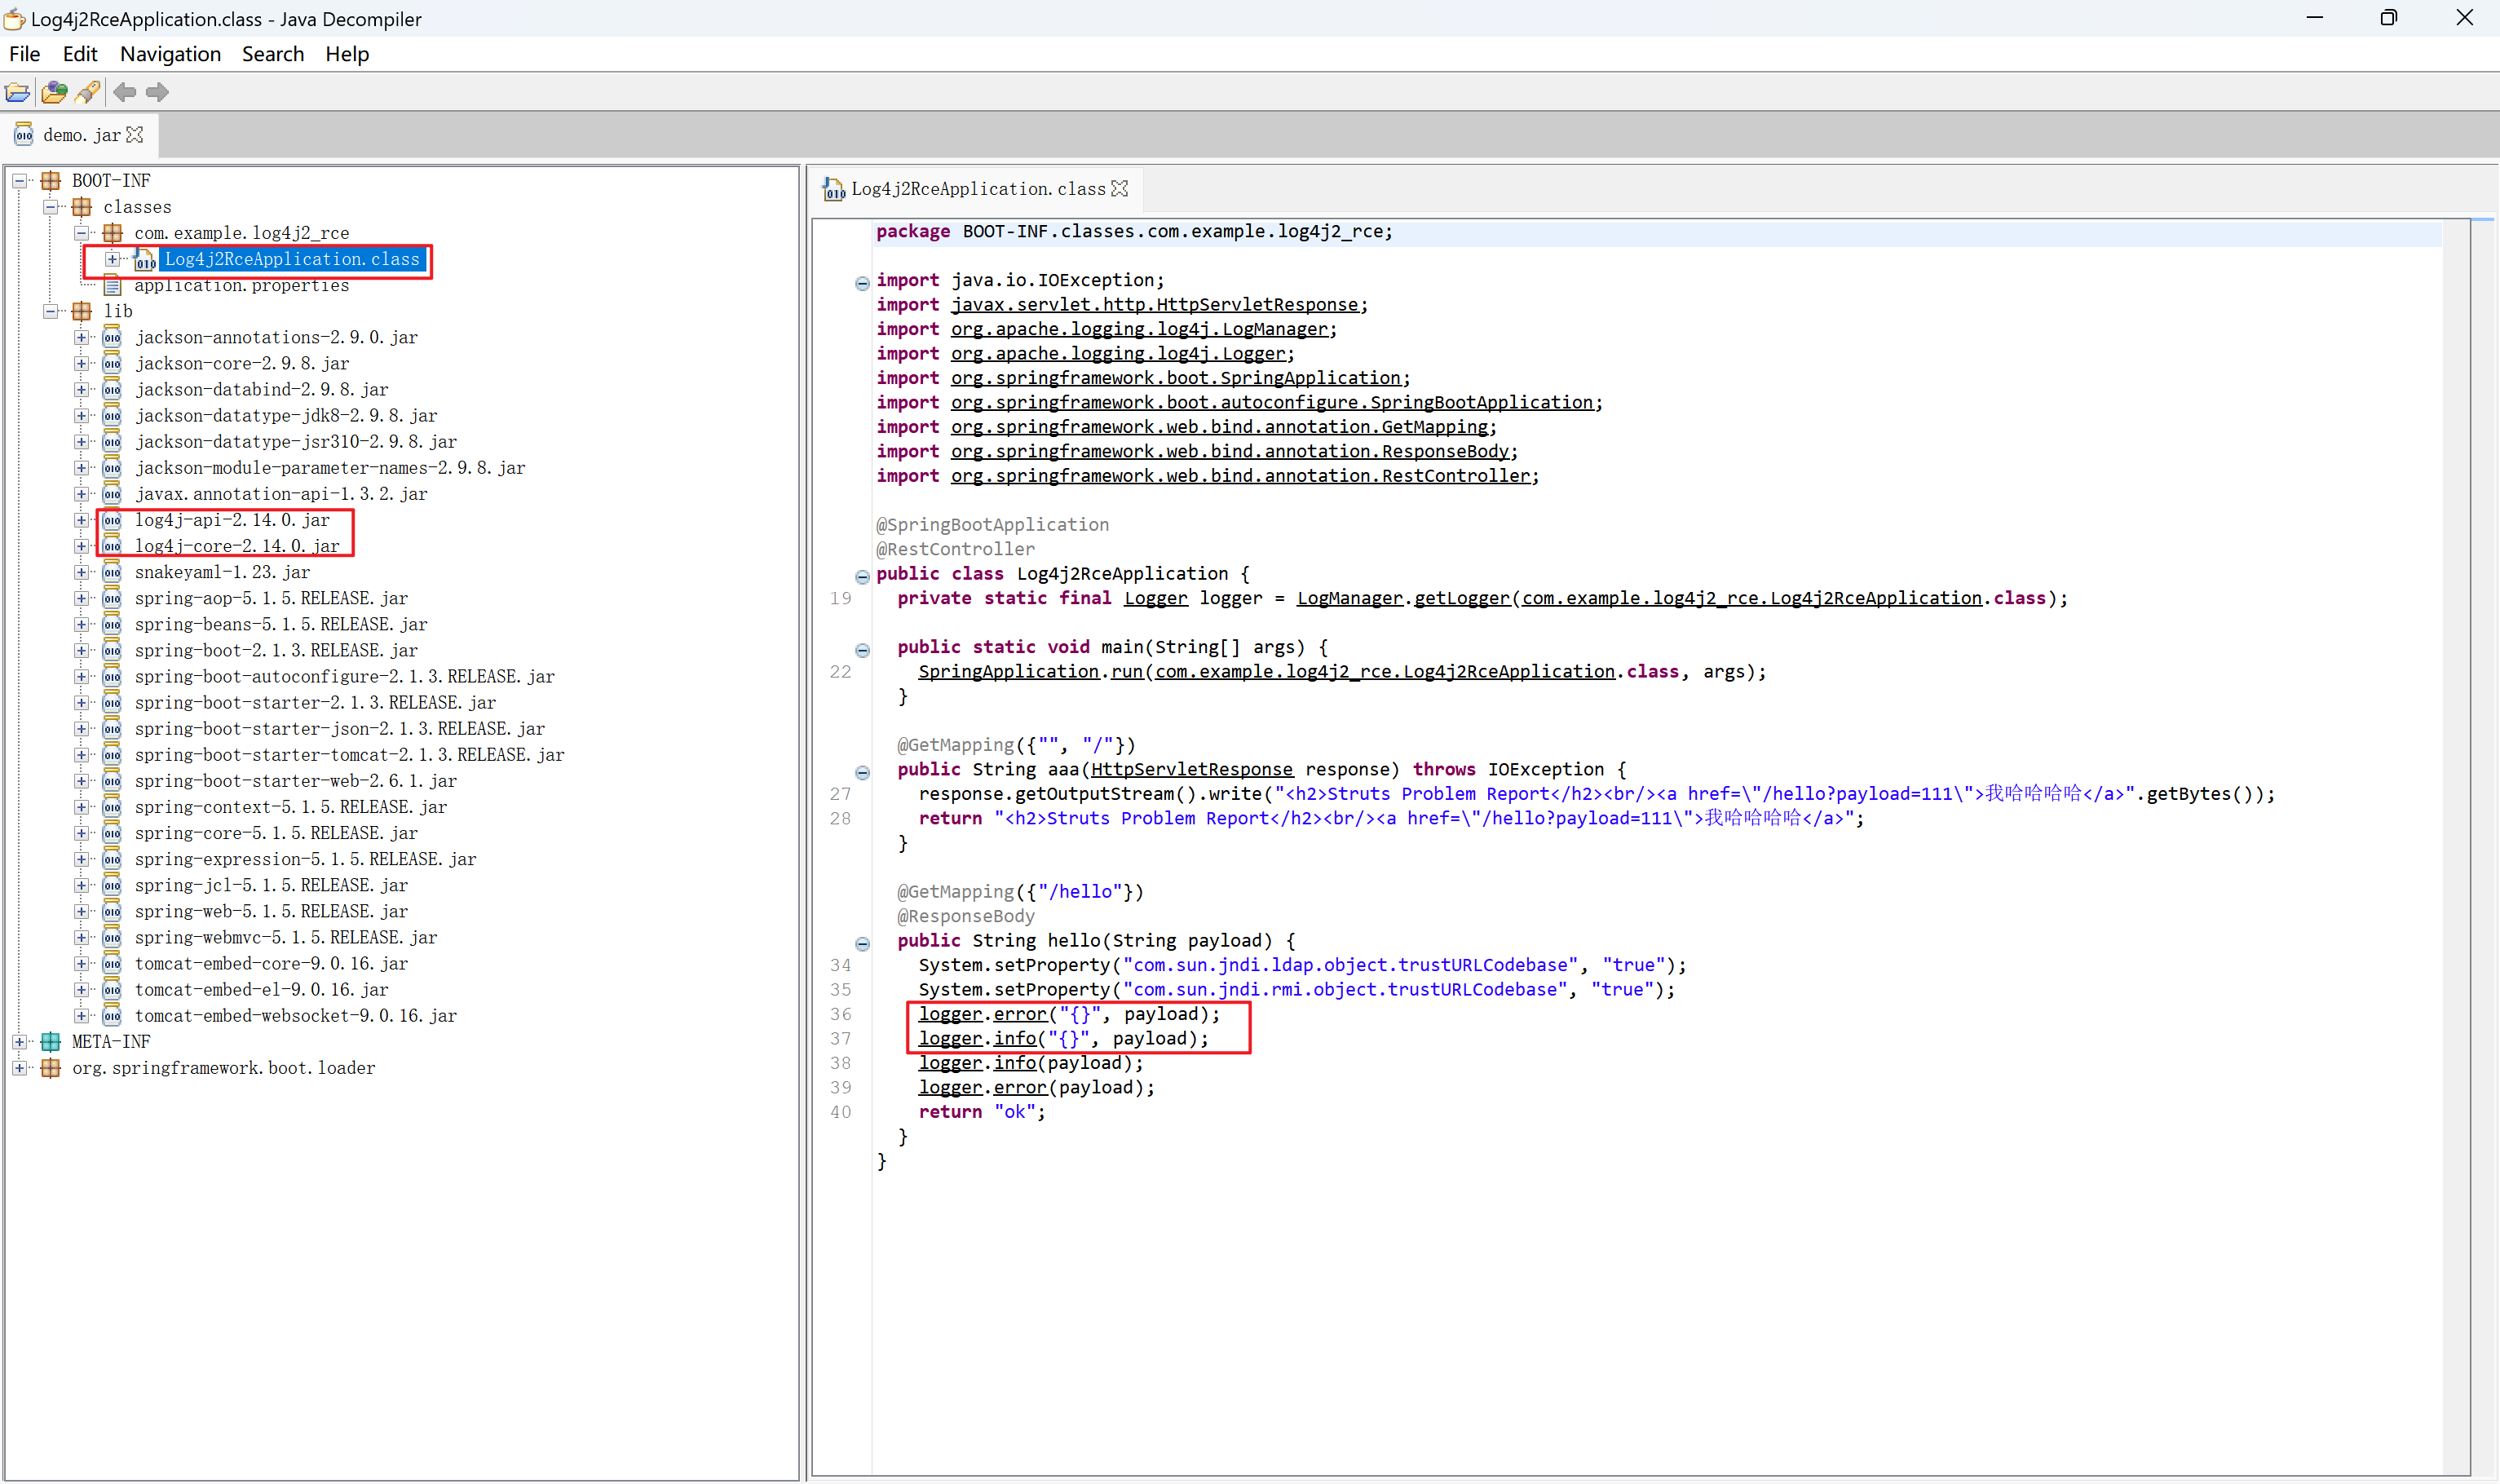 Log4j2RceApplication.class - Java Decompiler
File Edit Navigation Search Help
demo.jar
BOOT-INF
classes
com.example.log4j2_rce
Log4j2RceApplication.class
application.properties
lib
jackson-annotations-2.9.0.jar
jackson-core-2.9.8.jar
jackson-databind-2.9.8.jar
jackson-datatype-jdk8-2.9.8.jar
jackson-datatype-jsr310-2.9.8.jar
jackson-module-parameter-names-2.9.8.jar
javax.annotation-api-1.3.2.jar
log4j-api-2.14.0.jar
log4j-core-2.14.0.jar
snakeyaml-1.23.jar
spring-aop-5.1.5.RELEASE.jar
spring-beans-5.1.5.RELEASE.jar
spring-boot-2.1.3.RELEASE.jar
spring-boot-autoconfigure-2.1.3.RELEASE.jar
spring-boot-starter-2.1.3.RELEASE.jar
spring-boot-starter-json-2.1.3.RELEASE.jar
spring-boot-starter-tomcat-2.1.3.RELEASE.jar
spring-boot-starter-web-2.6.1.jar
spring-context-5.1.5.RELEASE.jar
spring-core-5.1.5.RELEASE.jar
spring-expression-5.1.5.RELEASE.jar
spring-jcl-5.1.5.RELEASE.jar
spring-web-5.1.5.RELEASE.jar
spring-webmvc-5.1.5.RELEASE.jar
tomcat-embed-core-9.0.16.jar
tomcat-embed-el-9.0.16.jar
tomcat-embed-websocket-9.0.16.jar
META-INF
org.springframework.boot.loader
Log4j2RceApplication.class
package BOOT-INF.classes.com.example.log4j2_rce;
import java.io.IOException;
import javax.servlet.http.HttpServletResponse;
import org.apache.logging.log4j.LogManager;
import org.apache.logging.log4j.Logger;
import org.springframework.boot.SpringApplication;
import org.springframework.boot.autoconfigure.SpringBootApplication;
import org.springframework.web.bind.annotation.GetMapping;
import org.springframework.web.bind.annotation.ResponseBody;
import org.springframework.web.bind.annotation.RestController;
@SpringBootApplication
@RestController
public class Log4j2RceApplication {
19 private static final Logger logger = LogManager.getLogger(com.example.log4j2_rce.Log4j2RceApplication.class);
public static void main(String[] args) {
22 SpringApplication.run(com.example.log4j2_rce.Log4j2RceApplication.class, args);
}
@GetMapping({"", "/"})
public String aaa(HttpServletResponse response) throws IOException {
27 response.getOutputStream().write("<h2>Struts Problem Report</h2><br/><a href=\"/hello?payload=111\">我哈哈哈哈</a>".getBytes());
28 return "<h2>Struts Problem Report</h2><br/><a href=\"/hello?payload=111\">我哈哈哈哈</a>";
}
@GetMapping({"/hello"})
@ResponseBody
public String hello(String payload) {
34 System.setProperty("com.sun.jndi.ldap.object.trustURLCodebase", "true");
35 System.setProperty("com.sun.jndi.rmi.object.trustURLCodebase", "true");
36 logger.error("{}", payload);
37 logger.info("{}", payload);
38 logger.info(payload);
39 logger.error(payload);
40 return "ok";
}
}